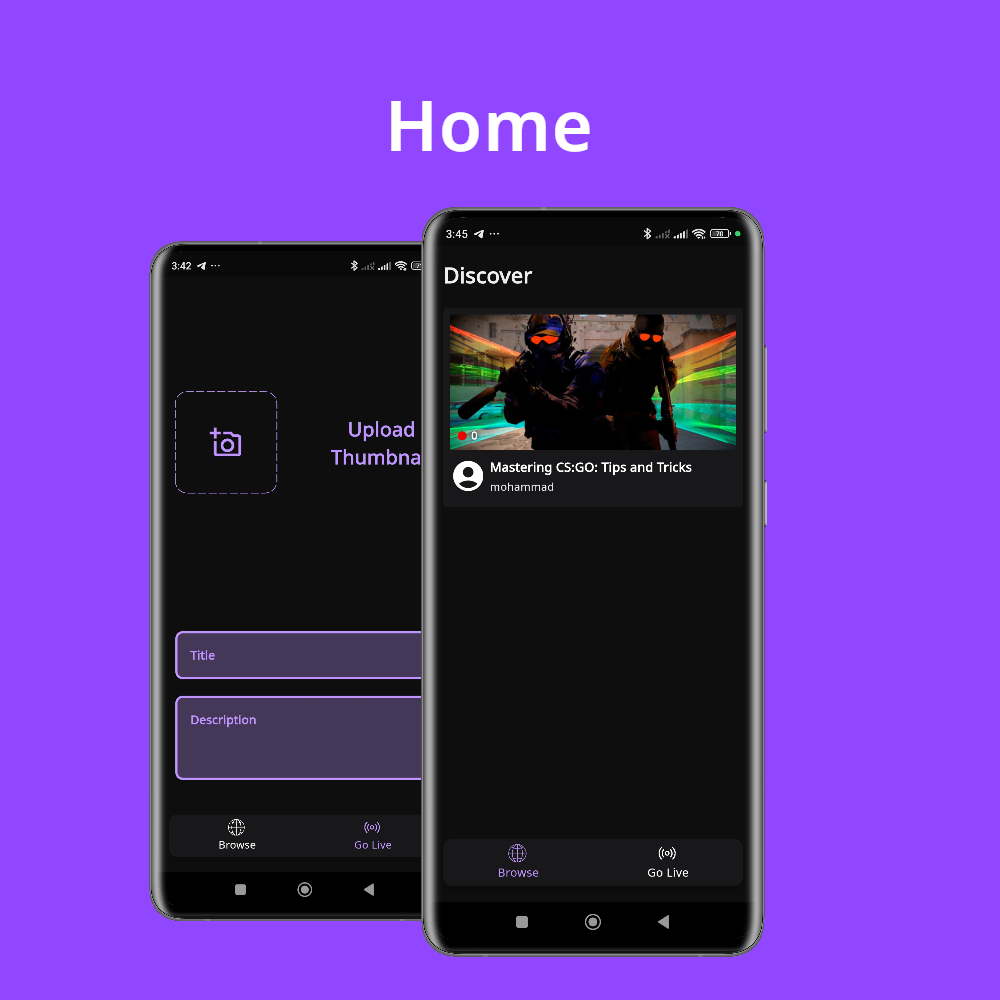 Home
3:42
Upload
Thumbna
Title
Description
Browse
Go Live
3:45
70
Discover
0
Mastering CS:GO: Tips and Tricks
mohammad
Browse
Go Live